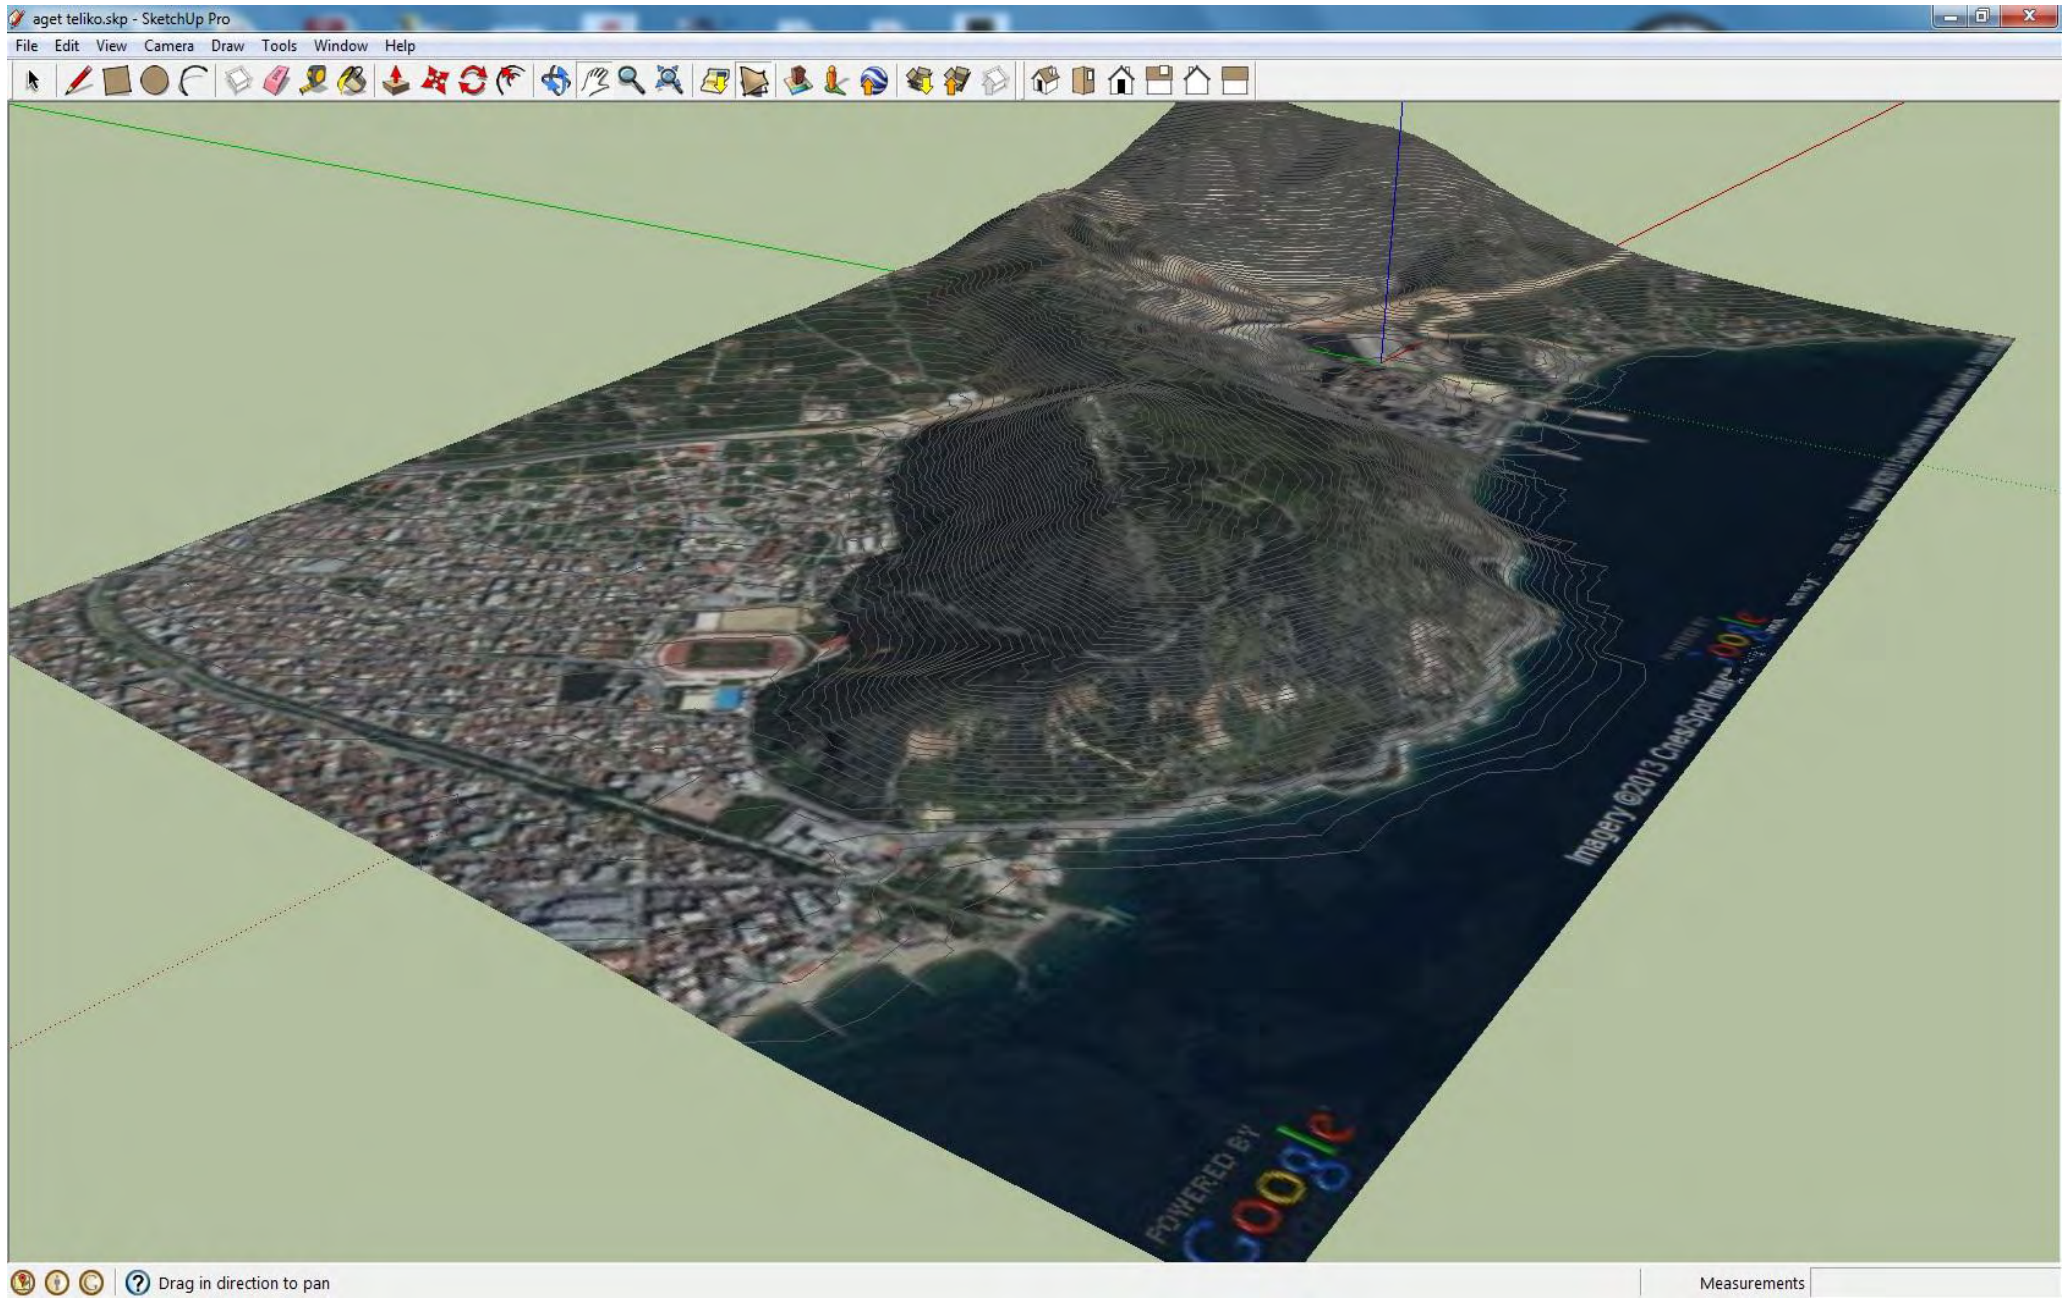 aget teliko.skp - SketchUp Pro
File Edit View Camera Draw Tools Window Help
Google
Imagery ©2013 Cnes/Spot Image
POWERED BY
Google
Drag in direction to pan
Measurements